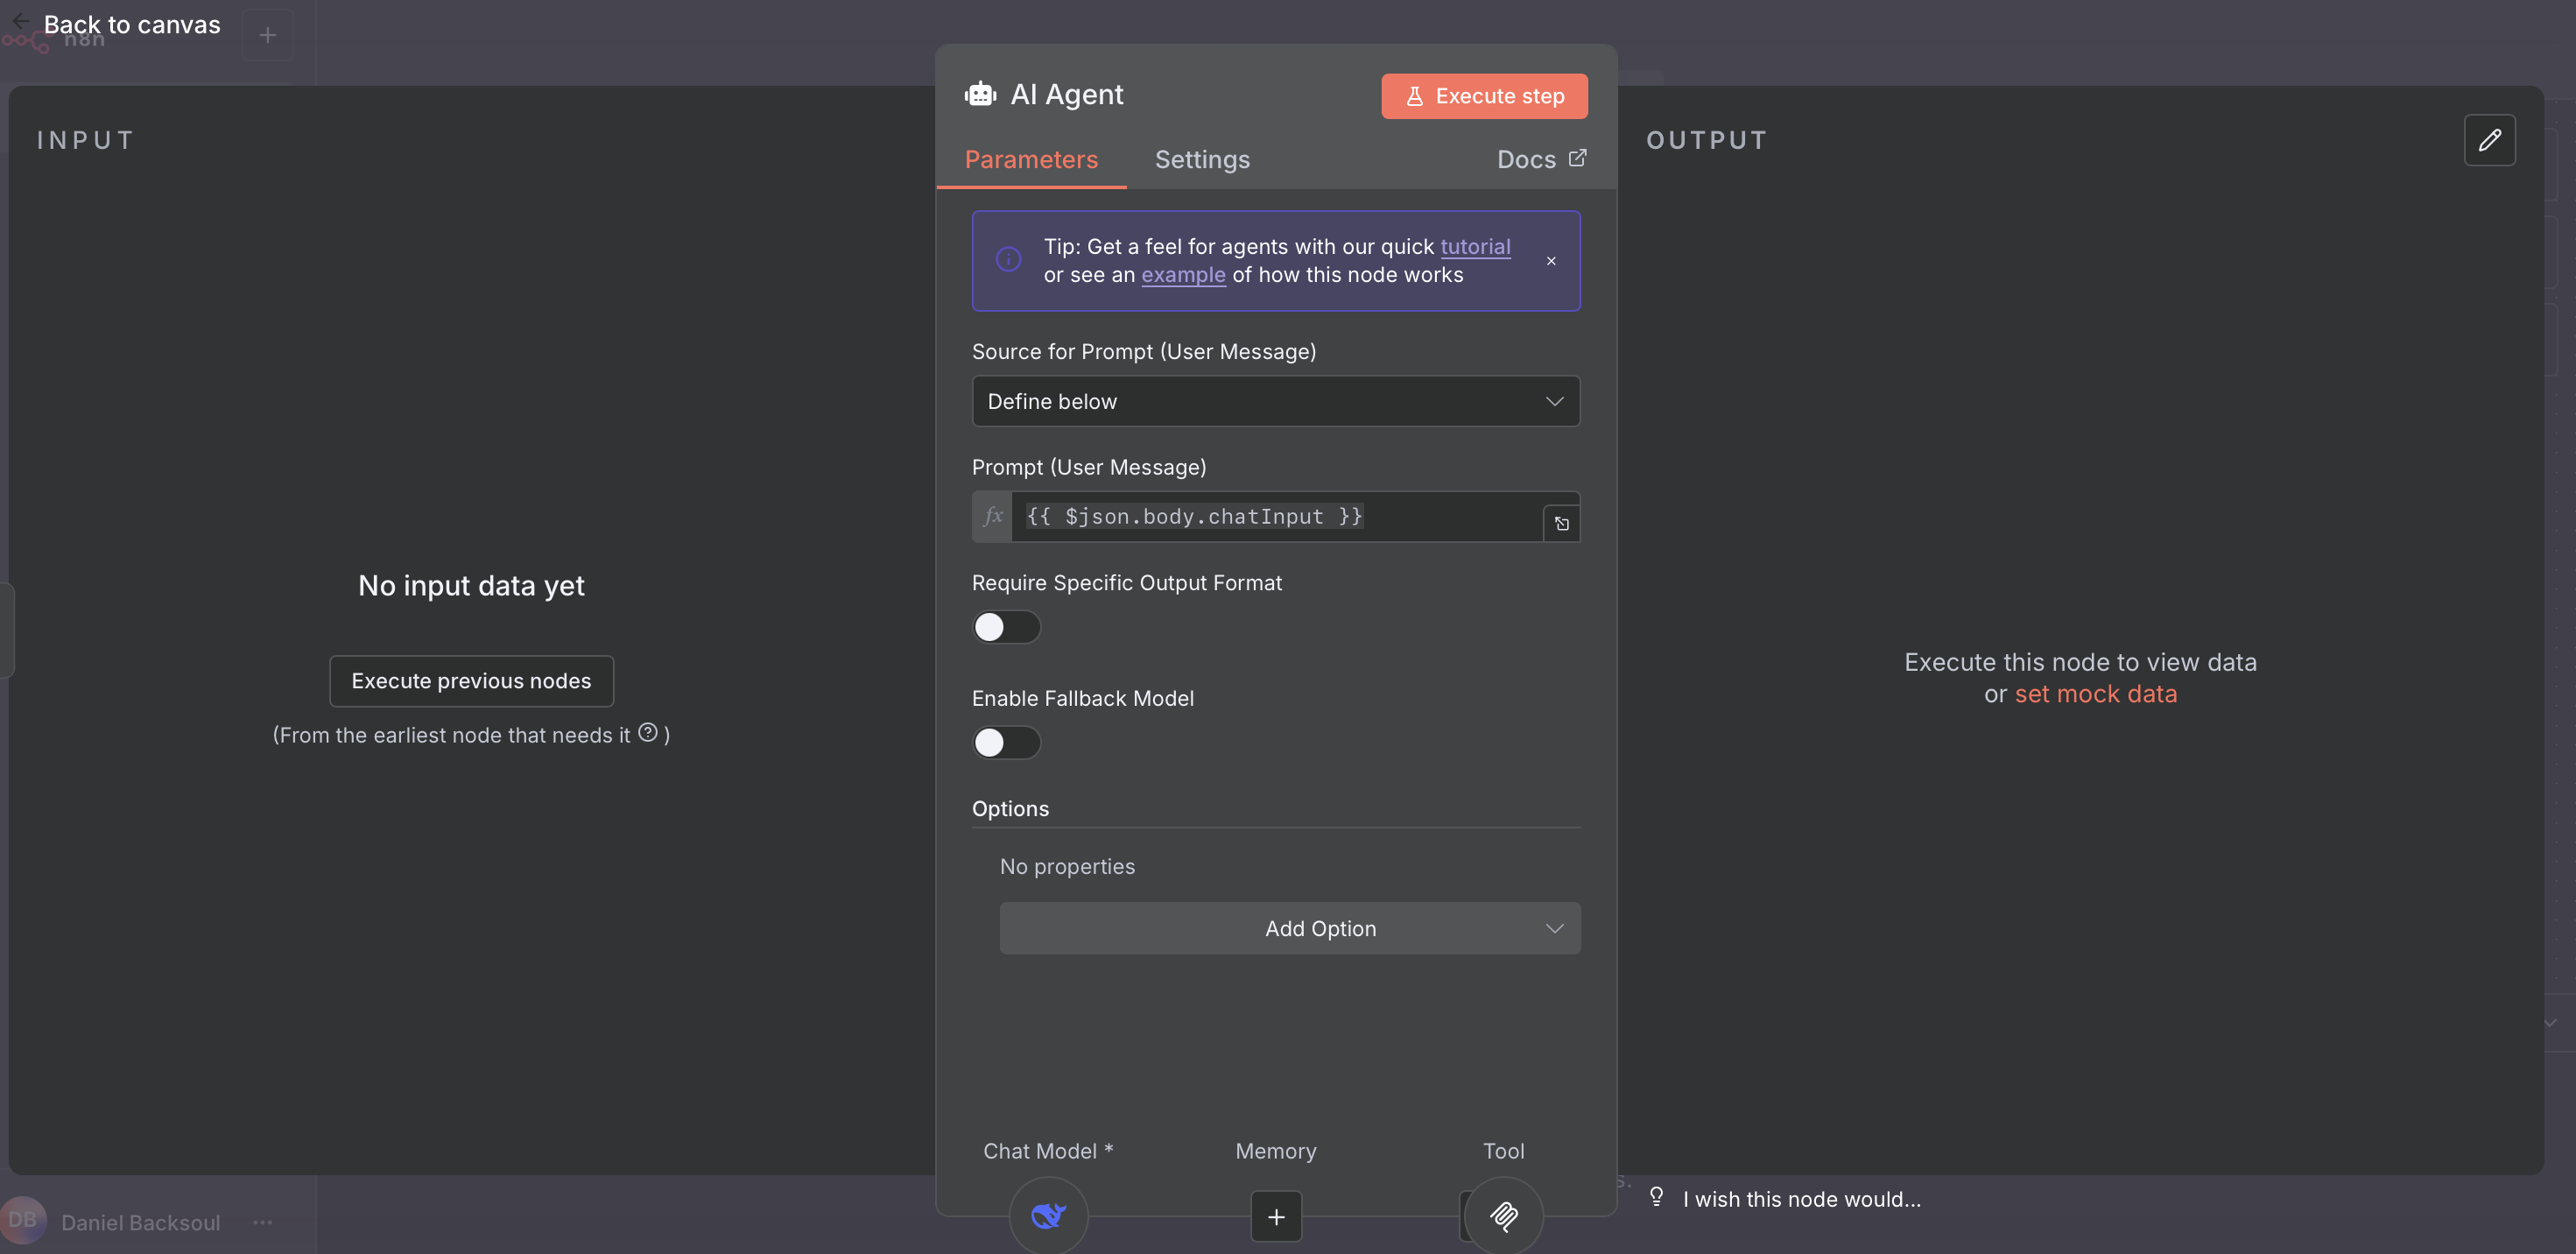 Back to canvas
n8n
INPUT
No input data yet
Execute previous nodes
(From the earliest node that needs it ? )
AI Agent
Execute step
Parameters
Settings
Docs
Tip: Get a feel for agents with our quick tutorial
or see an example of how this node works
Source for Prompt (User Message)
Define below
Prompt (User Message)
fx
{{ $json.body.chatInput }}
Require Specific Output Format
Enable Fallback Model
Options
No properties
Add Option
Chat Model *
Memory
Tool
OUTPUT
Execute this node to view data
or set mock data
I wish this node would...
DB
Daniel Backsoul